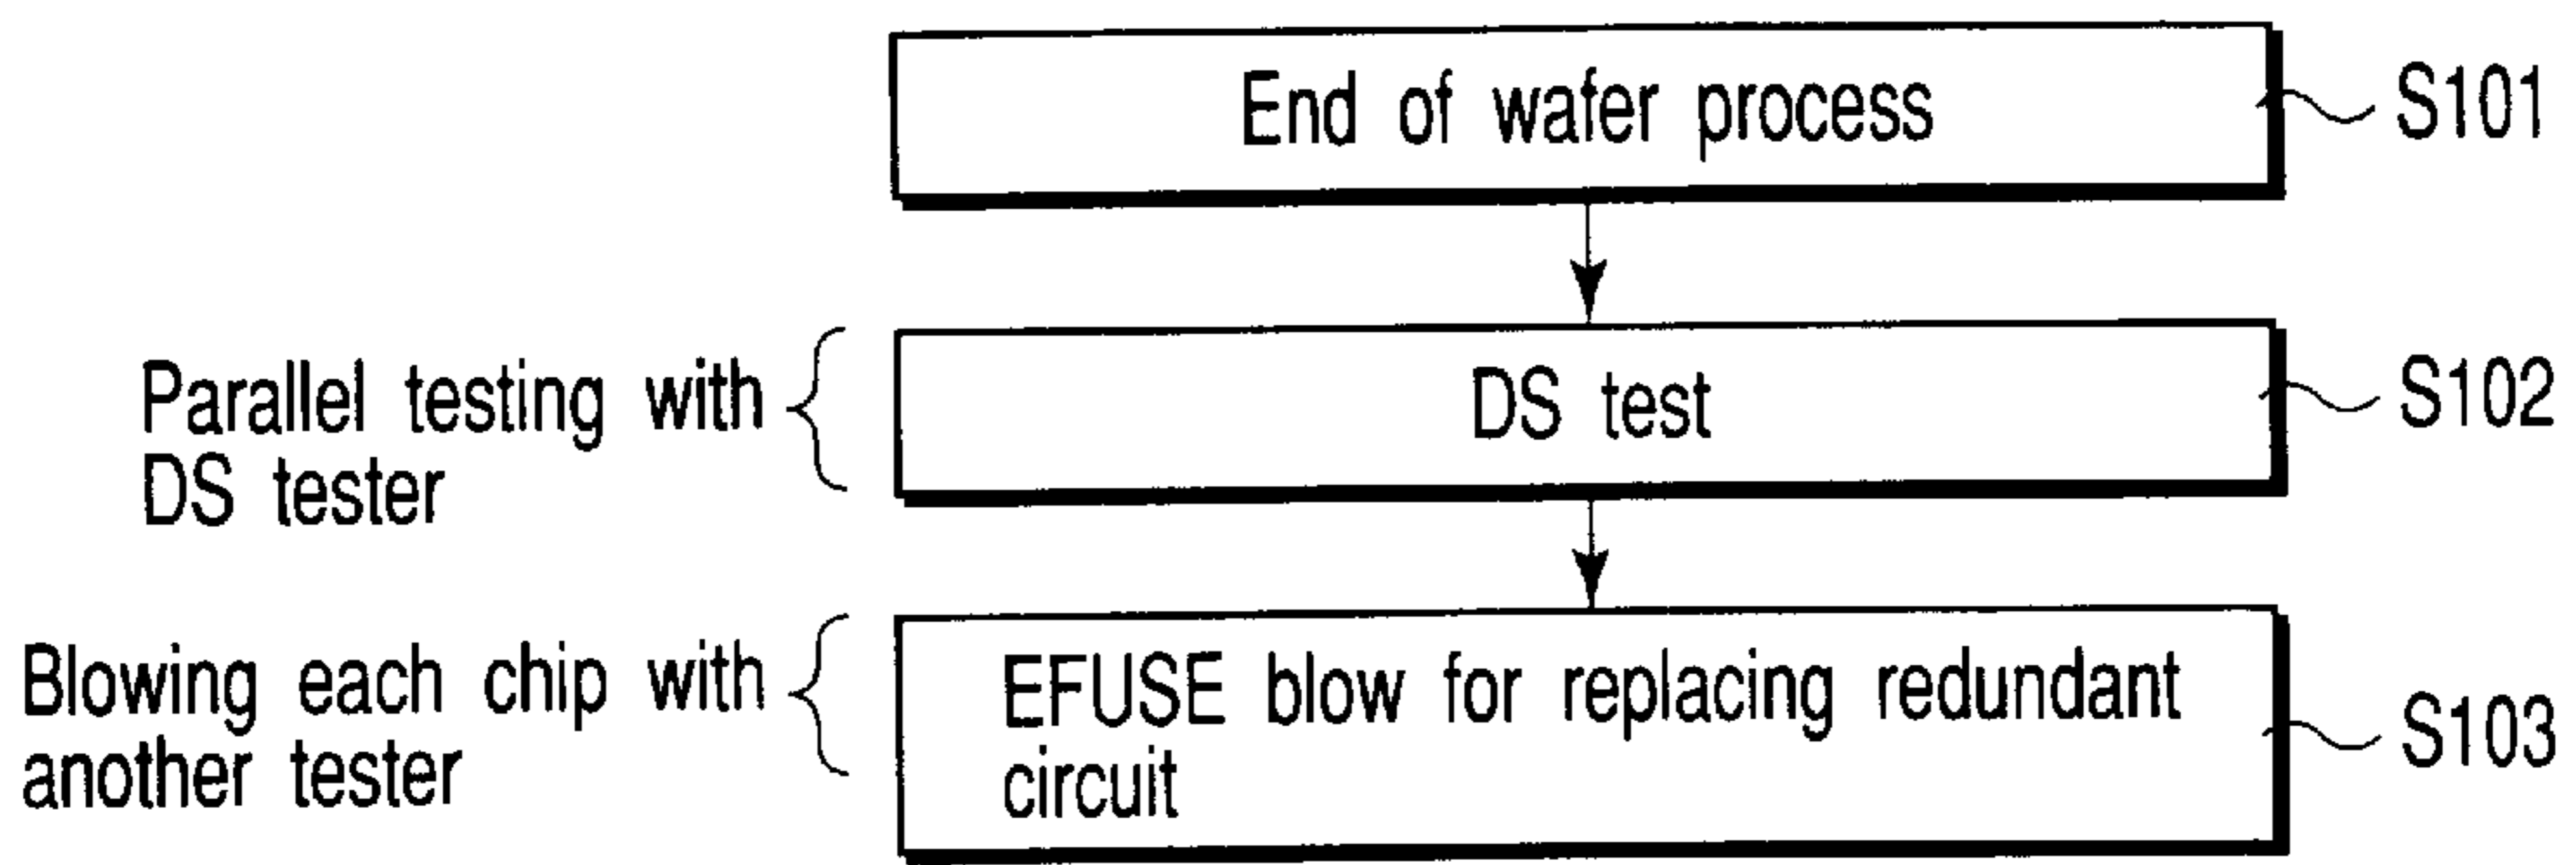 End of wafer process
S101
Parallel testing with
DS tester
DS test
S102
Blowing each chip with
another tester
EFUSE blow for replacing redundant
circuit
S103